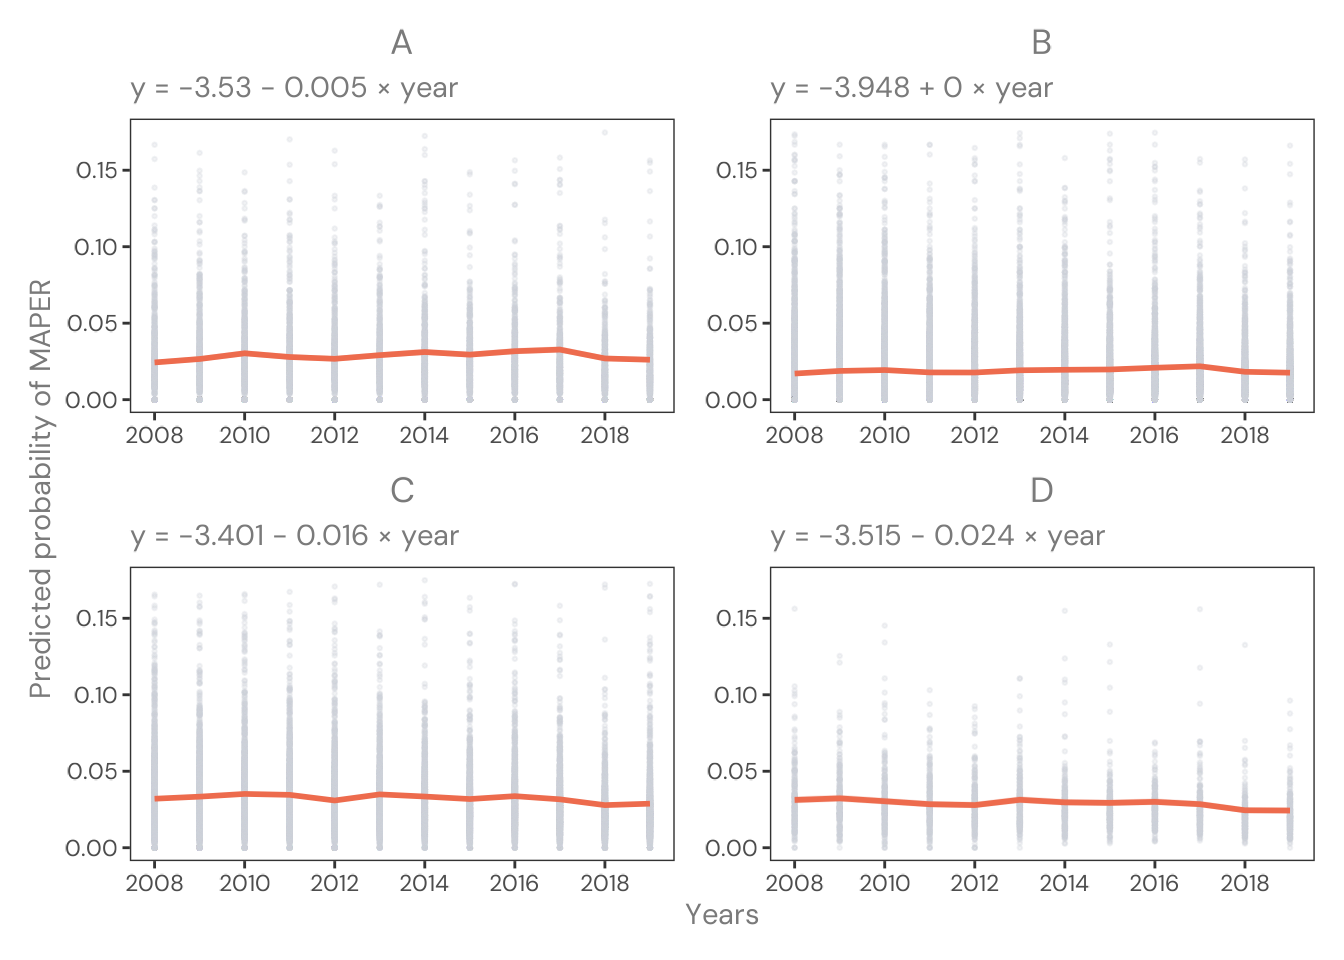 A
y = −3.53 − 0.005 × year
0.15
0.10
0.05
0.00
2008 2010 2012 2014 2016 2018
B
y = −3.948 + 0 × year
0.15
0.10
0.05
0.00
2008 2010 2012 2014 2016 2018
Predicted probability of MAPER
C
y = −3.401 − 0.016 × year
0.15
0.10
0.05
0.00
2008 2010 2012 2014 2016 2018
D
y = −3.515 − 0.024 × year
0.15
0.10
0.05
0.00
2008 2010 2012 2014 2016 2018
Years